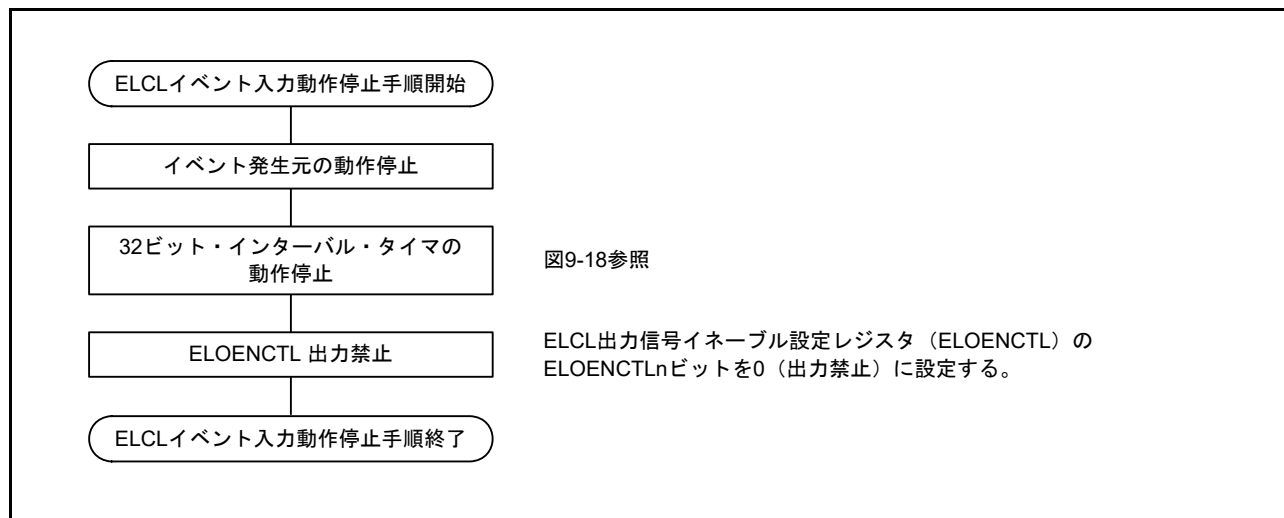 ELCLイベント入力動作停止手順開始
イベント発生元の動作停止
32ビット・インターバル・タイマの
動作停止
図9-18参照
ELOENCTL 出力禁止
ELCL出力信号イネーブル設定レジスタ（ELOENCTL）の
ELOENCTLnビットを0（出力禁止）に設定する。
ELCLイベント入力動作停止手順終了